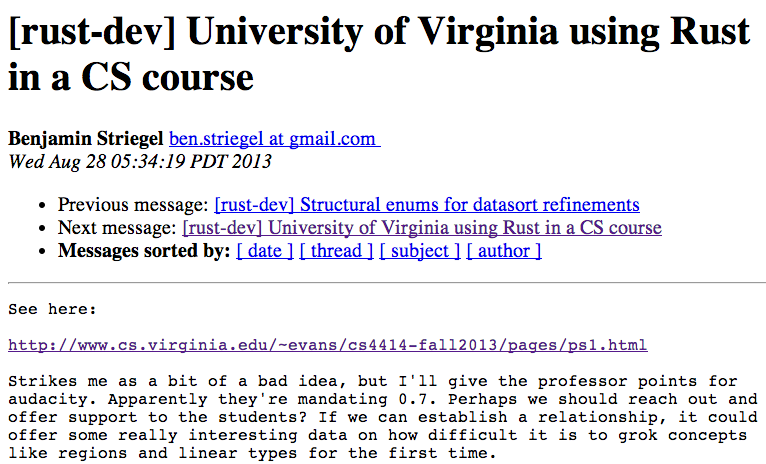 [rust-dev] University of Virginia using Rust
in a CS course
Benjamin Striegel ben.striegel at gmail.com
Wed Aug 28 05:34:19 PDT 2013
• Previous message: [rust-dev] Structural enums for datasort refinements
• Next message: [rust-dev] University of Virginia using Rust in a CS course
• Messages sorted by: [ date ] [ thread ] [ subject ] [ author ]
See here:
http://www.cs.virginia.edu/~evans/cs4414-fall2013/pages/ps1.html
Strikes me as a bit of a bad idea, but I'll give the professor points for
audacity. Apparently they're mandating 0.7. Perhaps we should reach out and
offer support to the students? If we can establish a relationship, it could
offer some really interesting data on how difficult it is to grok concepts
like regions and linear types for the first time.